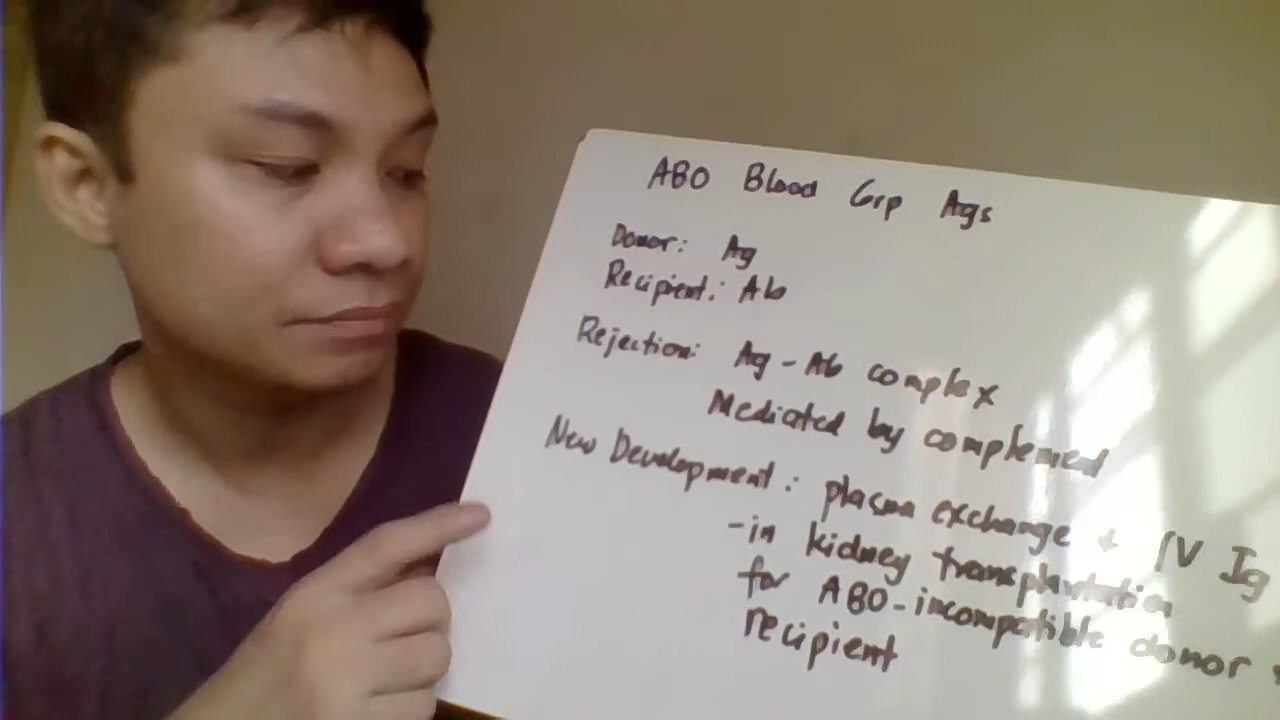 ABO Blood Grp Ags
Donor: Ag
Recipient: Ab
Rejection: Ag - Ab complex
Mediated by complement
New Development: plasma exchange + IV Ig
- in kidney transplantation
for ABO-incompatible donor +
recipient